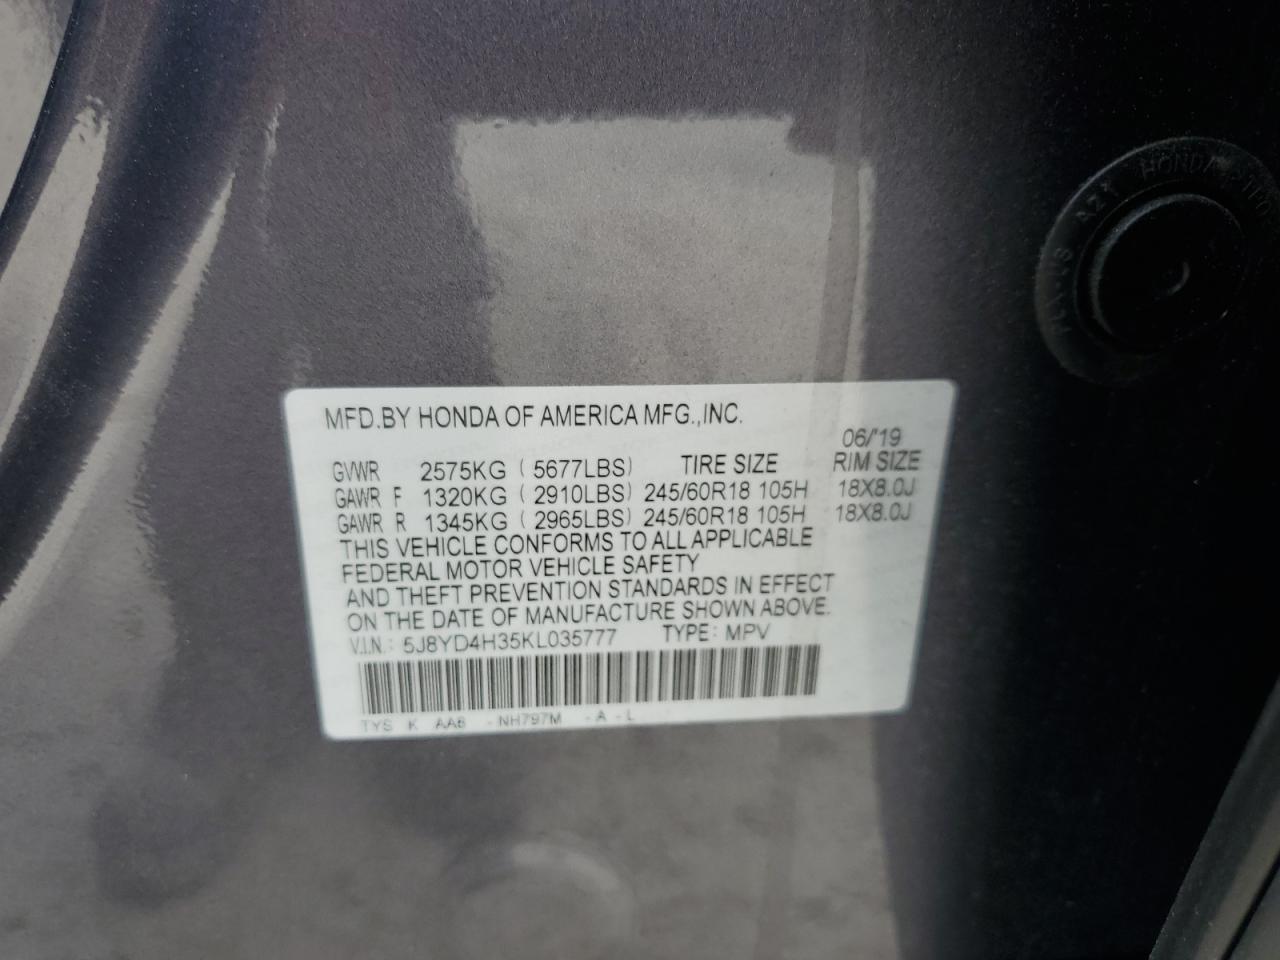 MFD.BY HONDA OF AMERICA MFG.,INC.
06/'19
GVWR 2575KG ( 5677LBS) TIRE SIZE RIM SIZE
GAWR F 1320KG ( 2910LBS) 245/60R18 105H 18X8.0J
GAWR R 1345KG ( 2965LBS) 245/60R18 105H 18X8.0J
THIS VEHICLE CONFORMS TO ALL APPLICABLE
FEDERAL MOTOR VEHICLE SAFETY
AND THEFT PREVENTION STANDARDS IN EFFECT
ON THE DATE OF MANUFACTURE SHOWN ABOVE.
V.I.N.: 5J8YD4H35KL035777 TYPE: MPV
TYS K AA6 - NH797M - A - L
HONDA